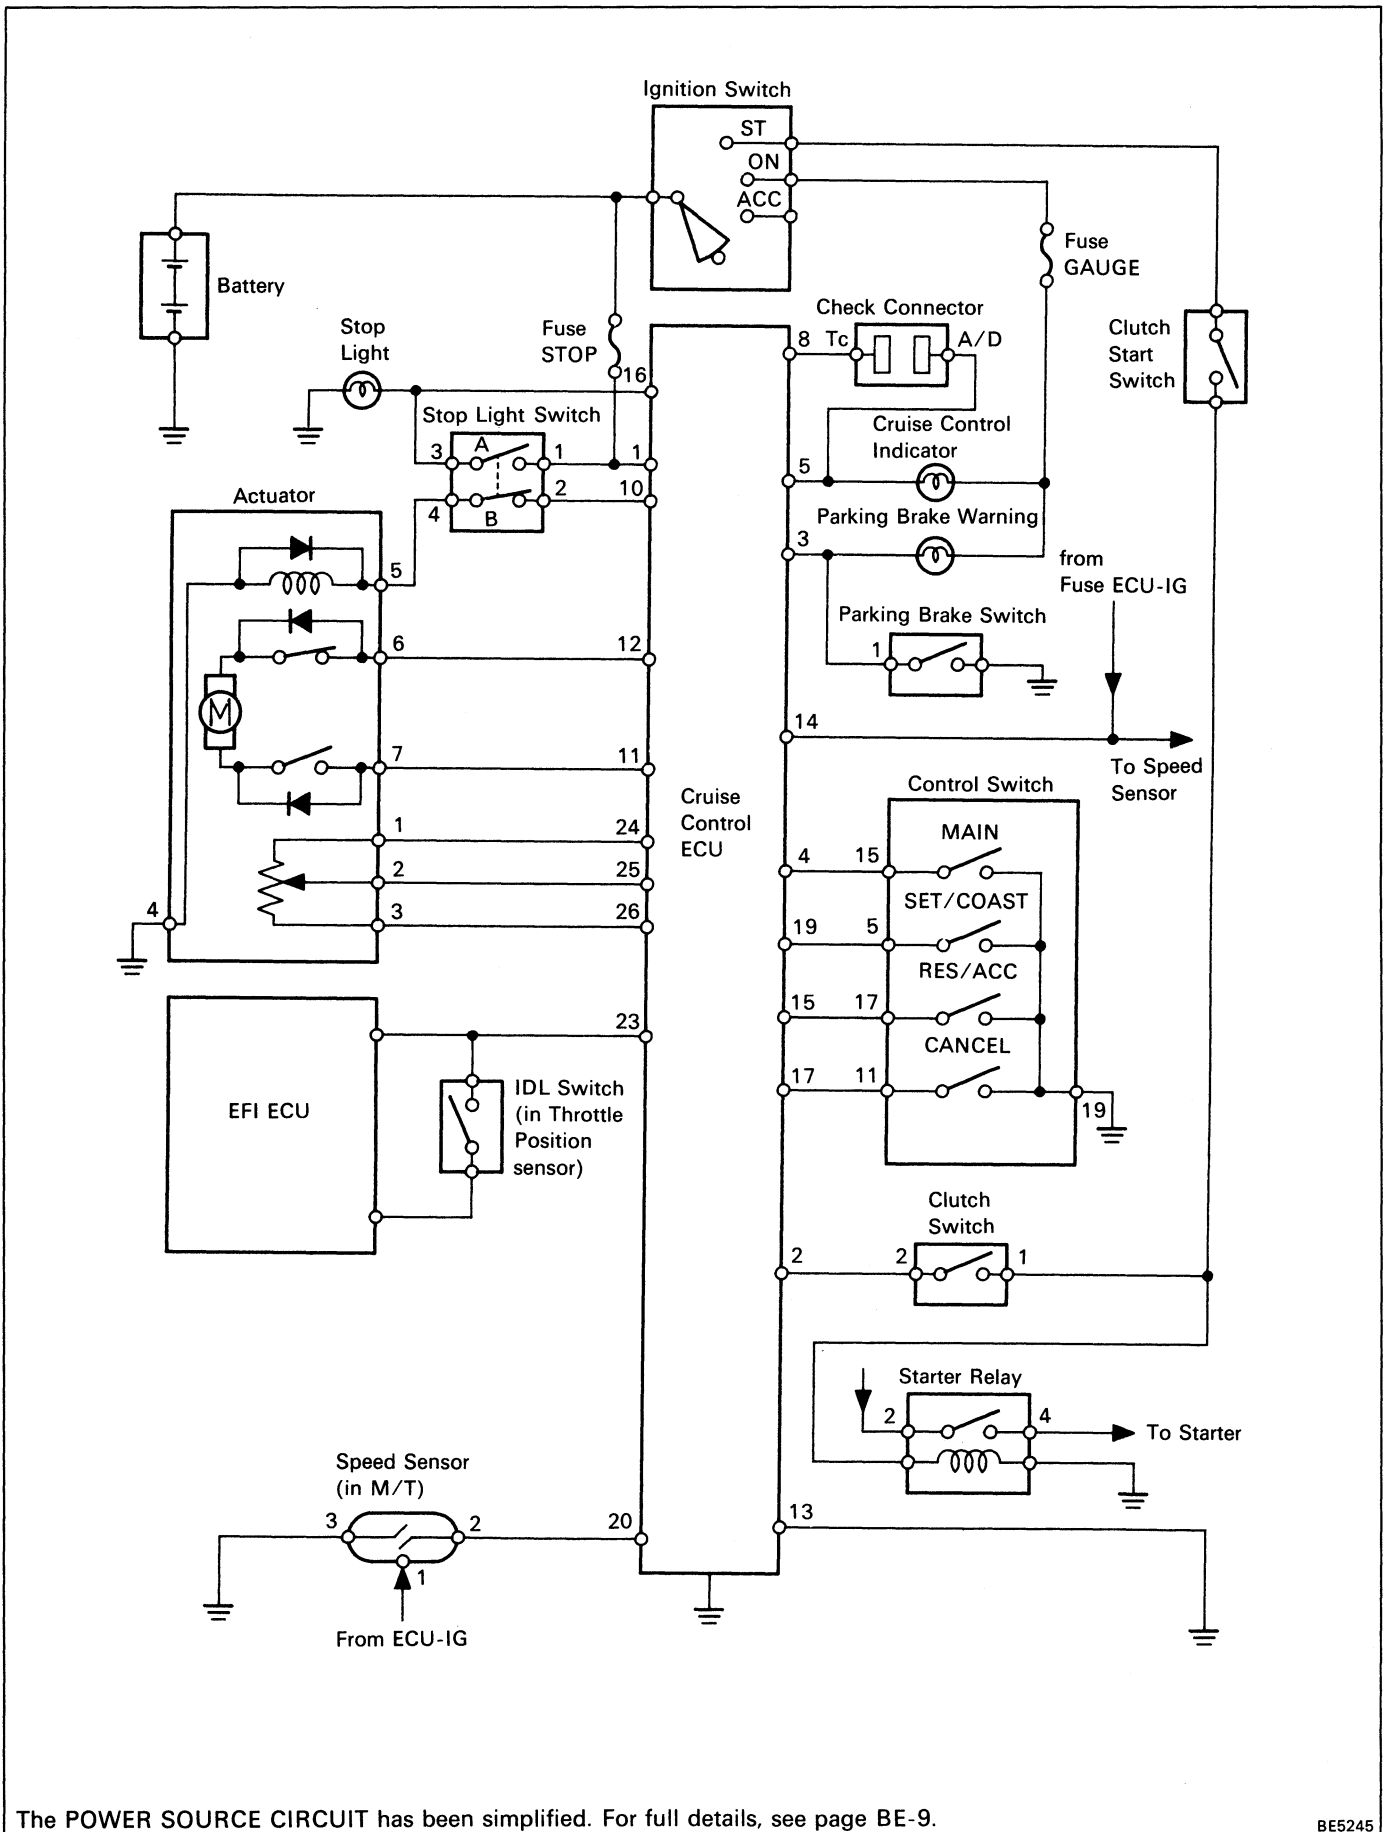 Ignition Switch
ST
ON
ACC
Battery
Fuse
GAUGE
Stop
Light
Fuse
STOP
Check Connector
8
Tc
A/D
Clutch
Start
Switch
16
Stop Light Switch
3
A
1
1
4
B
2
10
Cruise Control
Indicator
5
Parking Brake Warning
3
from
Fuse ECU-IG
Parking Brake Switch
1
Actuator
5
6
12
M
7
11
1
24
2
25
3
26
4
14
To Speed
Sensor
Cruise
Control
ECU
Control Switch
MAIN
4
15
SET/COAST
19
5
RES/ACC
15
17
CANCEL
17
11
19
23
EFI ECU
IDL Switch
(in Throttle
Position
sensor)
Clutch
Switch
2
2
1
Starter Relay
2
4
To Starter
Speed Sensor
(in M/T)
3
2
20
1
From ECU-IG
13
The POWER SOURCE CIRCUIT has been simplified. For full details, see page BE-9.
BE5245